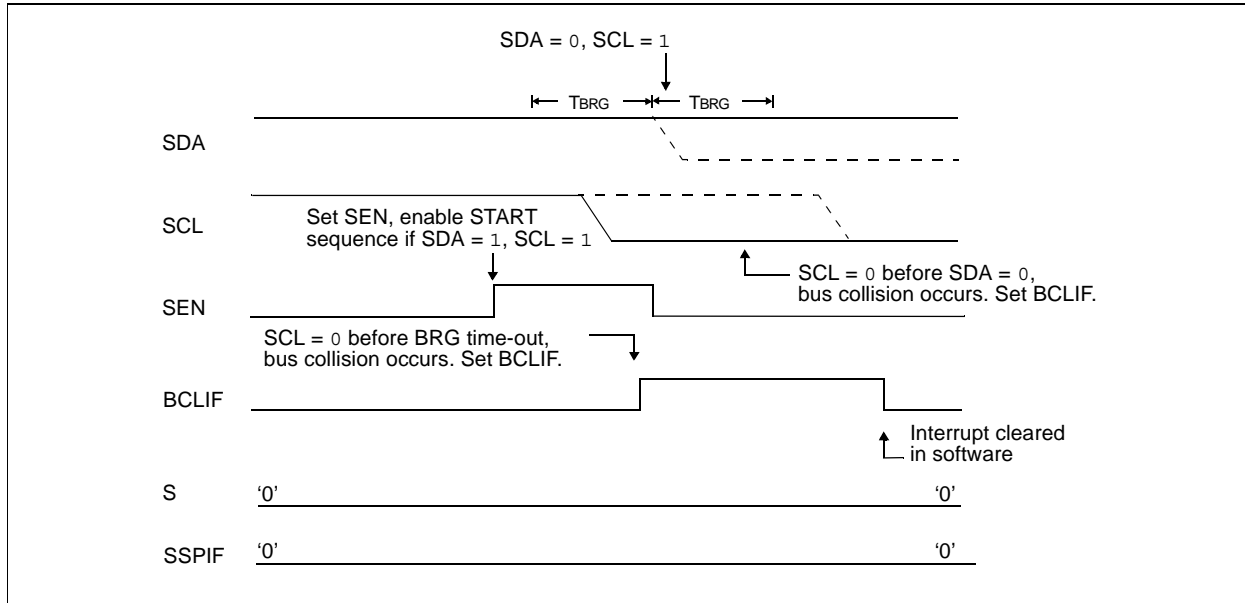 SDA = 0, SCL = 1
TBRG TBRG
SDA
SCL
Set SEN, enable START
sequence if SDA = 1, SCL = 1
SCL = 0 before SDA = 0,
bus collision occurs. Set BCLIF.
SEN
SCL = 0 before BRG time-out,
bus collision occurs. Set BCLIF.
BCLIF
Interrupt cleared
in software
S
‘0’ ‘0’
SSPIF
‘0’ ‘0’